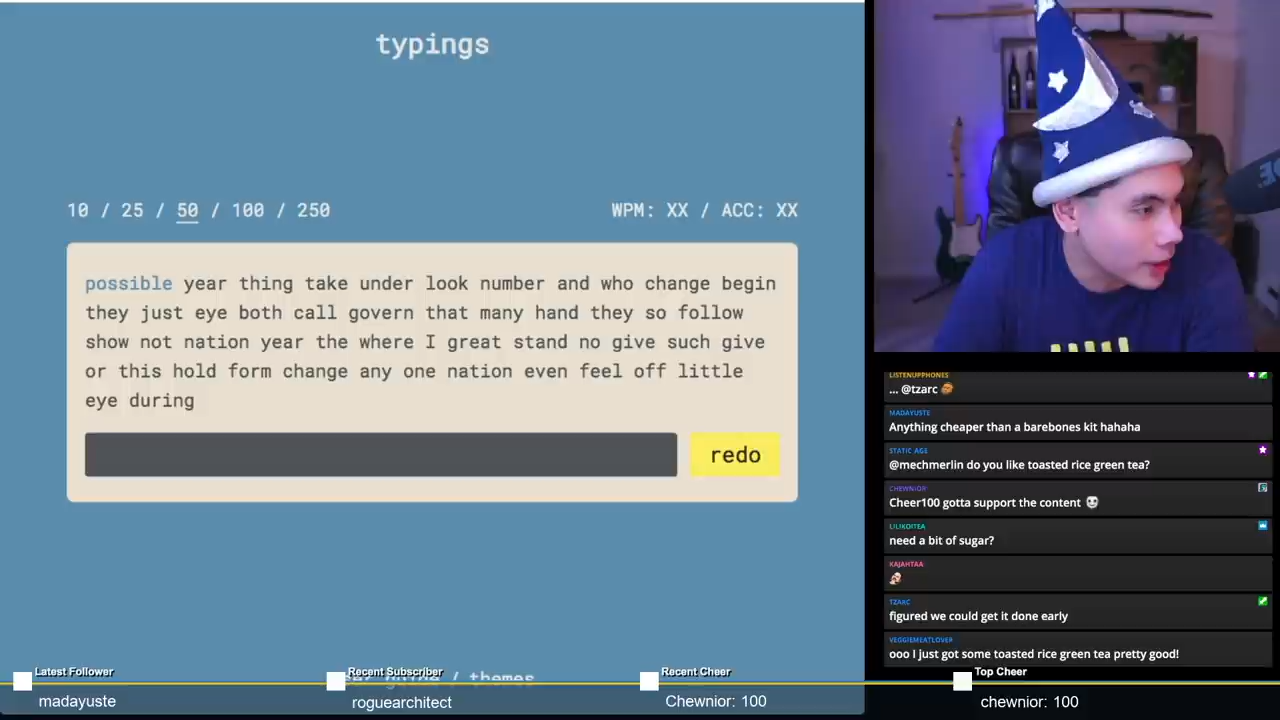 typings
10 / 25 / 50 / 100 / 250
WPM: XX / ACC: XX
possible year thing take under look number and who change begin
they just eye both call govern that many hand they so follow
show not nation year the where I great stand no give such give
or this hold form change any one nation even feel off little
eye during
redo
LISTENUPPHONES
... @tzarc
MADAYUSTE
Anything cheaper than a barebones kit hahaha
STATIC AGE
@mechmerlin do you like toasted rice green tea?
CHEWNIOR
Cheer100 gotta support the content
LILIKOITEA
need a bit of sugar?
KAJAHTAA
TZARC
figured we could get it done early
VEGGIEMEATLOVER
ooo I just got some toasted rice green tea pretty good!
/ themes
Latest Follower
madayuste
Recent Subscriber
roguearchitect
Recent Cheer
Chewnior: 100
Top Cheer
chewnior: 100